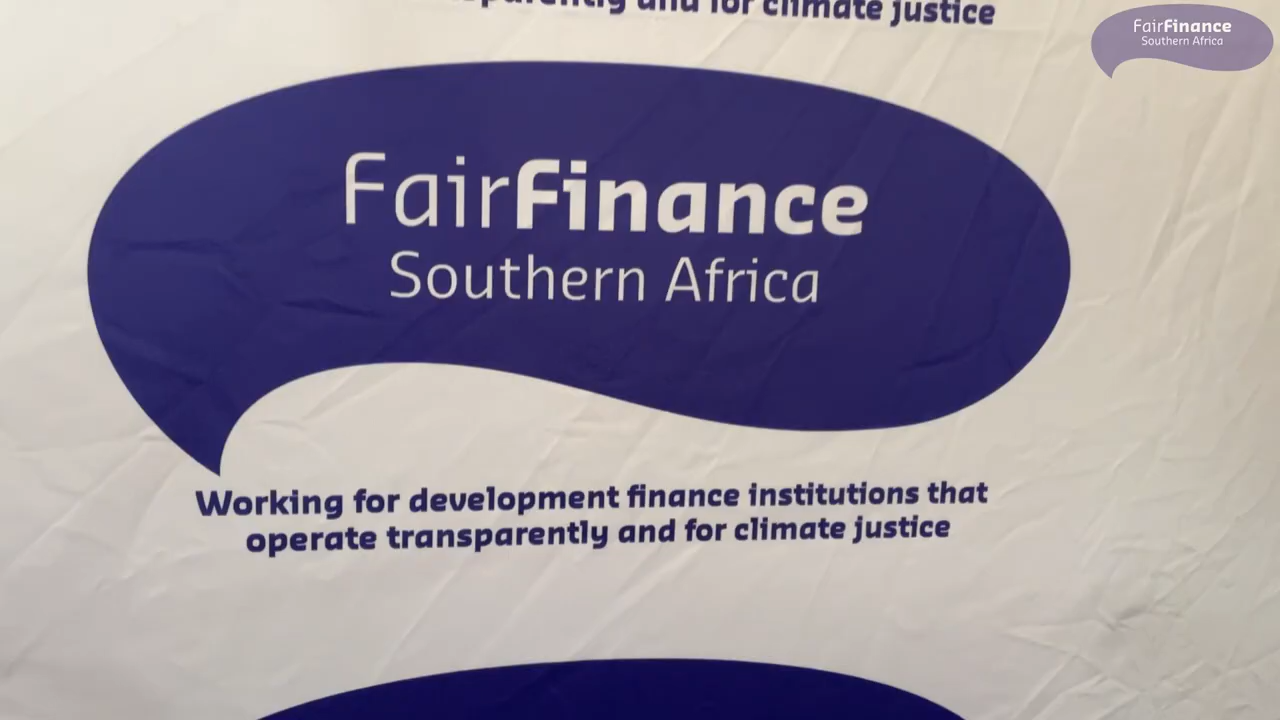 and for climate justice
FairFinance
Southern Africa
FairFinance
Southern Africa
Working for development finance institutions that
operate transparently and for climate justice